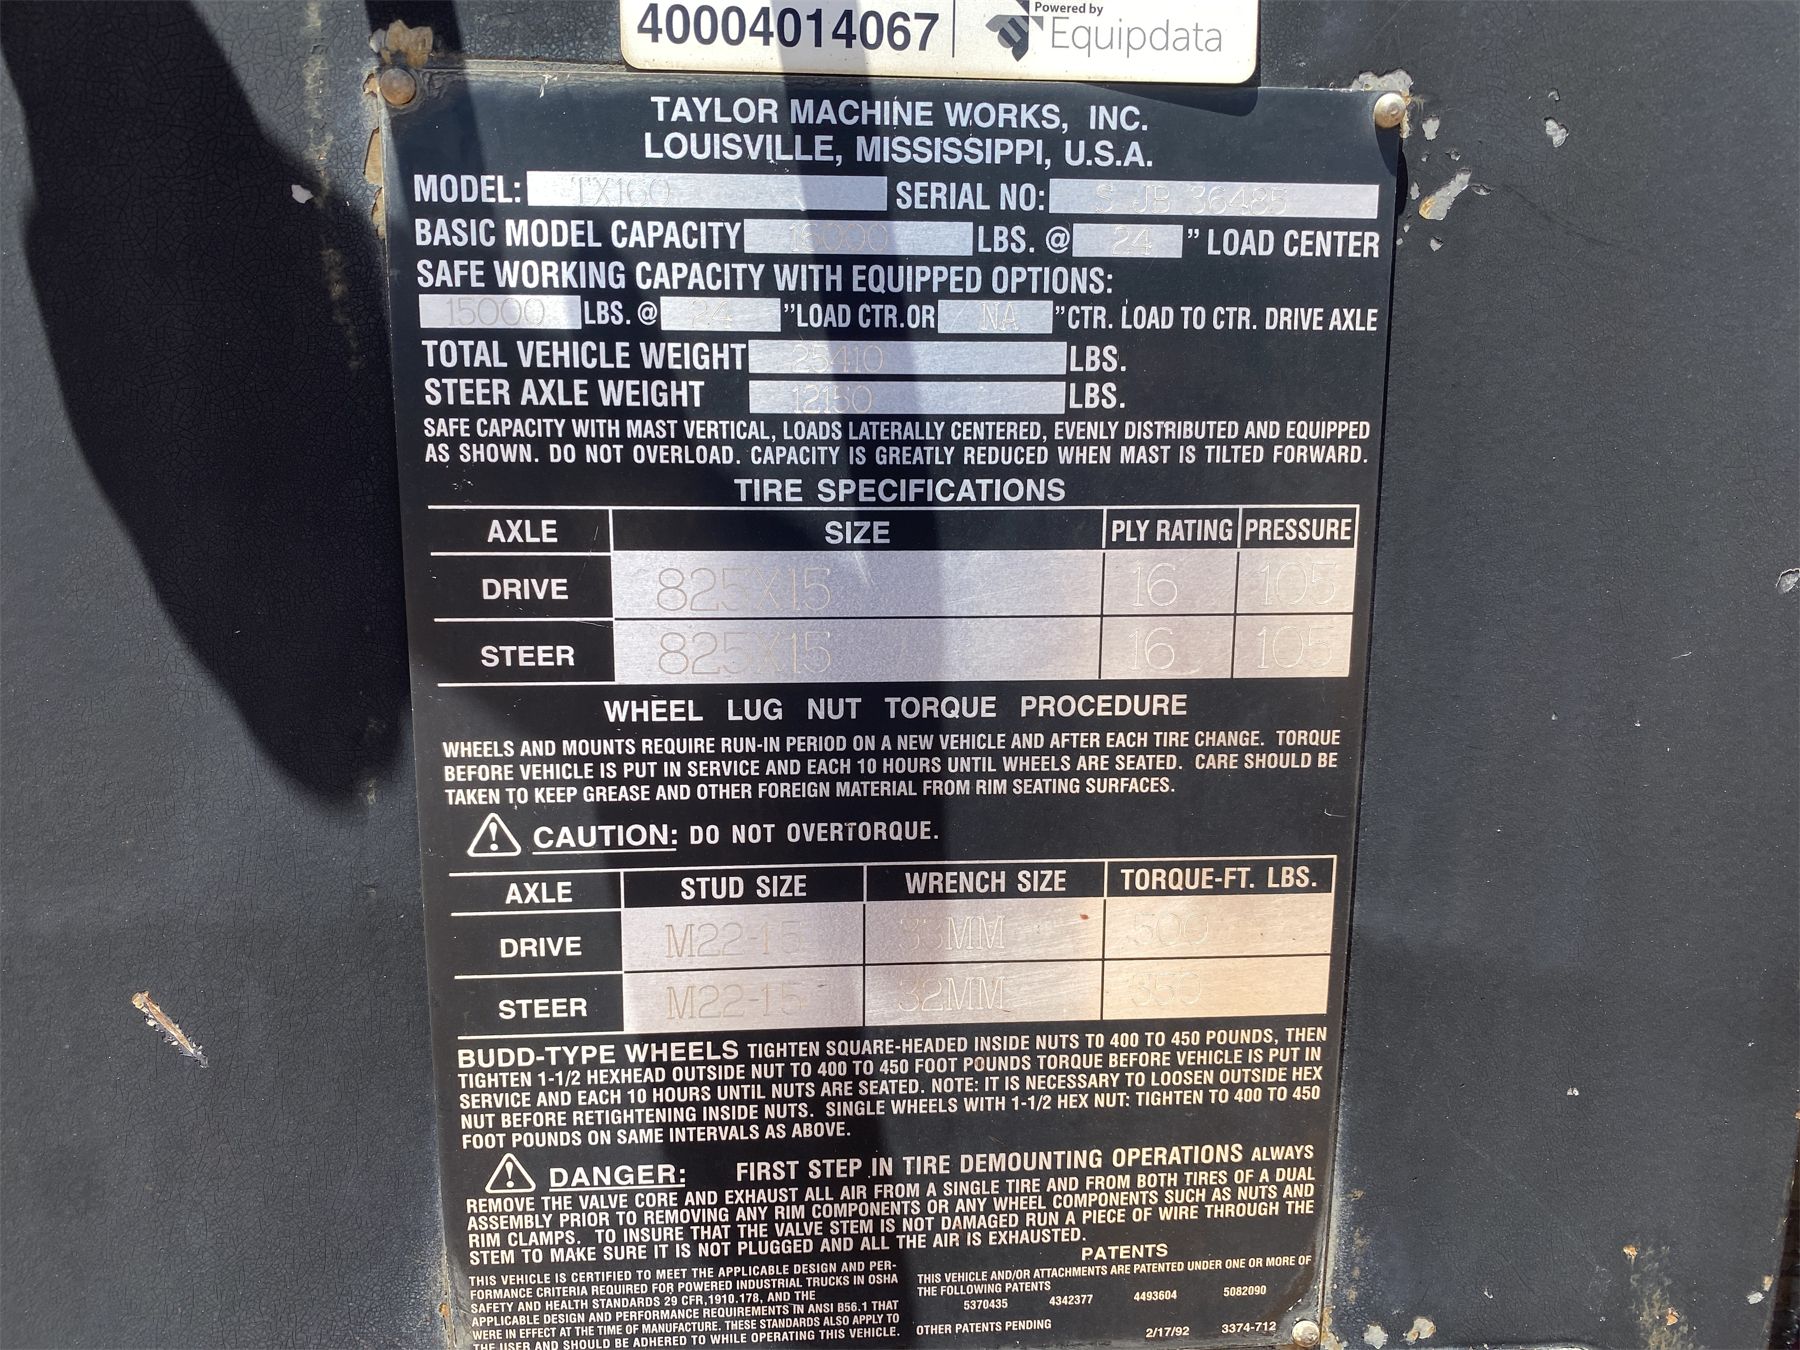 40004014067 Powered by Equipdata
TAYLOR MACHINE WORKS, INC.
LOUISVILLE, MISSISSIPPI, U.S.A.
MODEL: TX160 SERIAL NO: S JB 36485
BASIC MODEL CAPACITY 16000 LBS. @ 24 " LOAD CENTER
SAFE WORKING CAPACITY WITH EQUIPPED OPTIONS:
15000 LBS. @ 24 "LOAD CTR.OR NA "CTR. LOAD TO CTR. DRIVE AXLE
TOTAL VEHICLE WEIGHT 25410 LBS.
STEER AXLE WEIGHT 12150 LBS.
SAFE CAPACITY WITH MAST VERTICAL, LOADS LATERALLY CENTERED, EVENLY DISTRIBUTED AND EQUIPPED
AS SHOWN. DO NOT OVERLOAD. CAPACITY IS GREATLY REDUCED WHEN MAST IS TILTED FORWARD.
TIRE SPECIFICATIONS
AXLE SIZE PLY RATING PRESSURE
DRIVE 825X15 16 105
STEER 825X15 16 105
WHEEL LUG NUT TORQUE PROCEDURE
WHEELS AND MOUNTS REQUIRE RUN-IN PERIOD ON A NEW VEHICLE AND AFTER EACH TIRE CHANGE. TORQUE
BEFORE VEHICLE IS PUT IN SERVICE AND EACH 10 HOURS UNTIL WHEELS ARE SEATED. CARE SHOULD BE
TAKEN TO KEEP GREASE AND OTHER FOREIGN MATERIAL FROM RIM SEATING SURFACES.
CAUTION: DO NOT OVERTORQUE.
AXLE STUD SIZE WRENCH SIZE TORQUE-FT. LBS.
DRIVE M22-1.5 33MM 500
STEER M22-1.5 32MM 350
BUDD-TYPE WHEELS TIGHTEN SQUARE-HEADED INSIDE NUTS TO 400 TO 450 POUNDS, THEN
TIGHTEN 1-1/2 HEXHEAD OUTSIDE NUT TO 400 TO 450 FOOT POUNDS TORQUE BEFORE VEHICLE IS PUT IN
SERVICE AND EACH 10 HOURS UNTIL NUTS ARE SEATED. NOTE: IT IS NECESSARY TO LOOSEN OUTSIDE HEX
NUT BEFORE RETIGHTENING INSIDE NUTS. SINGLE WHEELS WITH 1-1/2 HEX NUT: TIGHTEN TO 400 TO 450
FOOT POUNDS ON SAME INTERVALS AS ABOVE.
DANGER: FIRST STEP IN TIRE DEMOUNTING OPERATIONS ALWAYS
REMOVE THE VALVE CORE AND EXHAUST ALL AIR FROM A SINGLE TIRE AND FROM BOTH TIRES OF A DUAL
ASSEMBLY PRIOR TO REMOVING ANY RIM COMPONENTS OR ANY WHEEL COMPONENTS SUCH AS NUTS AND
RIM CLAMPS. TO INSURE THAT THE VALVE STEM IS NOT DAMAGED RUN A PIECE OF WIRE THROUGH THE
STEM TO MAKE SURE IT IS NOT PLUGGED AND ALL THE AIR IS EXHAUSTED.
THIS VEHICLE IS CERTIFIED TO MEET THE APPLICABLE DESIGN AND PER-
FORMANCE CRITERIA REQUIRED FOR POWERED INDUSTRIAL TRUCKS IN OSHA
SAFETY AND HEALTH STANDARDS 29 CFR,1910.178, AND THE
APPLICABLE DESIGN AND PERFORMANCE REQUIREMENTS IN ANSI B56.1 THAT
WERE IN EFFECT AT THE TIME OF MANUFACTURE. THESE STANDARDS ALSO APPLY TO
THE USER AND SHOULD BE ADHERED TO WHILE OPERATING THIS VEHICLE.
PATENTS
THIS VEHICLE AND/OR ATTACHMENTS ARE PATENTED UNDER ONE OR MORE OF
THE FOLLOWING PATENTS
5370435 4342377 4493604 5082090
OTHER PATENTS PENDING
2/17/92 3374-712